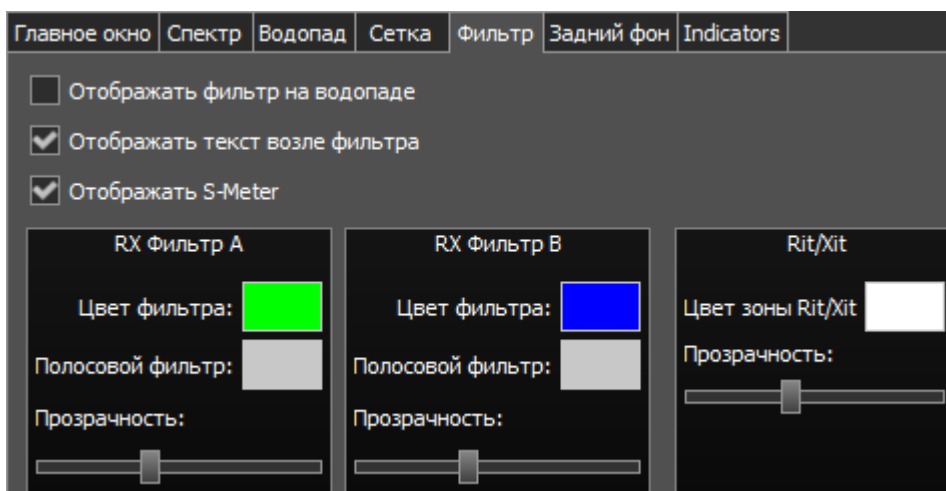 Главное окно Спектр Водопад Сетка Фильтр Задний фон Indicators
Отображать фильтр на водопаде
Отображать текст возле фильтра
Отображать S-Meter
RX Фильтр A
Цвет фильтра:
Полосовой фильтр:
Прозрачность:
RX Фильтр B
Цвет фильтра:
Полосовой фильтр:
Прозрачность:
Rit/Xit
Цвет зоны Rit/Xit
Прозрачность: